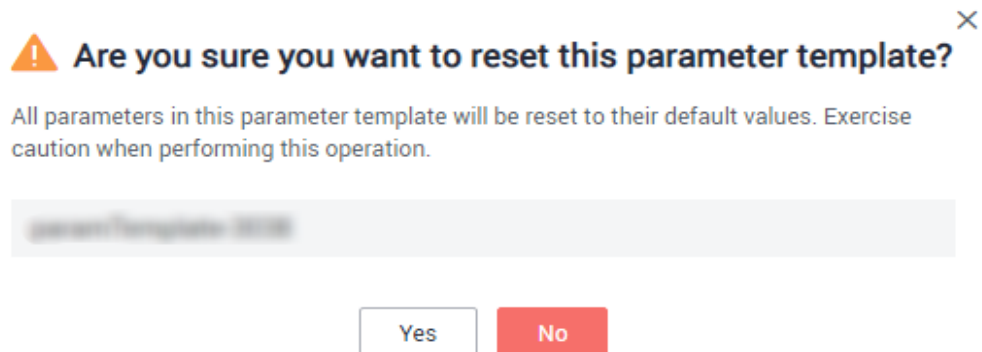 Are you sure you want to reset this parameter template?
All parameters in this parameter template will be reset to their default values. Exercise
caution when performing this operation.
Yes No